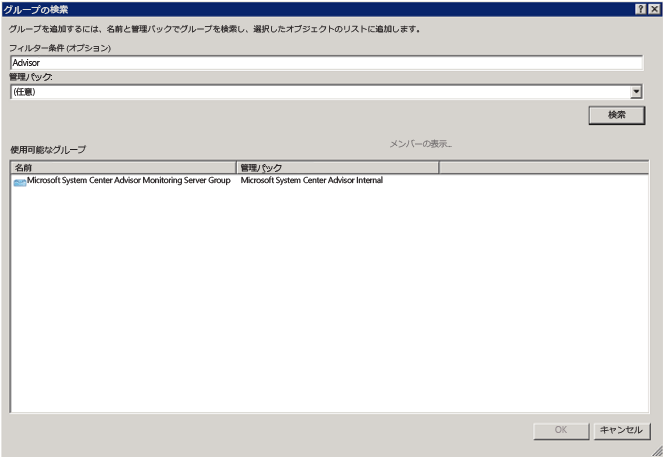 グループの検索
グループを追加するには、名前と管理パックでグループを検索し、選択したオブジェクトのリストに追加します。
フィルター条件 (オプション)
Advisor
管理パック:
(任意)
検索
使用可能なグループ
メンバーの表示...
名前 管理パック
Microsoft System Center Advisor Monitoring Server Group Microsoft System Center Advisor Internal
OK キャンセル